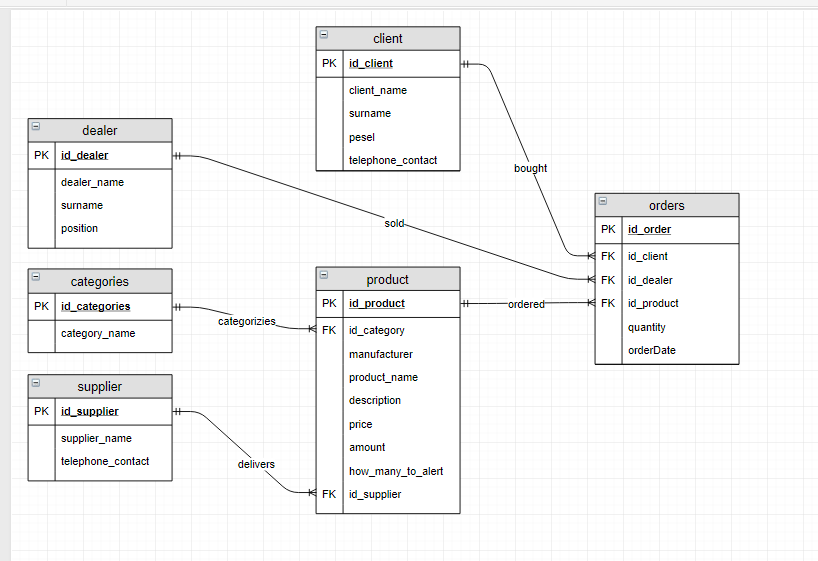 client
PK id_client
client_name
surname
pesel
telephone_contact
dealer
PK id_dealer
dealer_name
surname
position
bought
sold
orders
PK id_order
FK id_client
FK id_dealer
FK id_product
quantity
orderDate
categories
PK id_categories
category_name
categorizies
product
PK id_product
FK id_category
manufacturer
product_name
description
price
amount
how_many_to_alert
FK id_supplier
ordered
supplier
PK id_supplier
supplier_name
telephone_contact
delivers